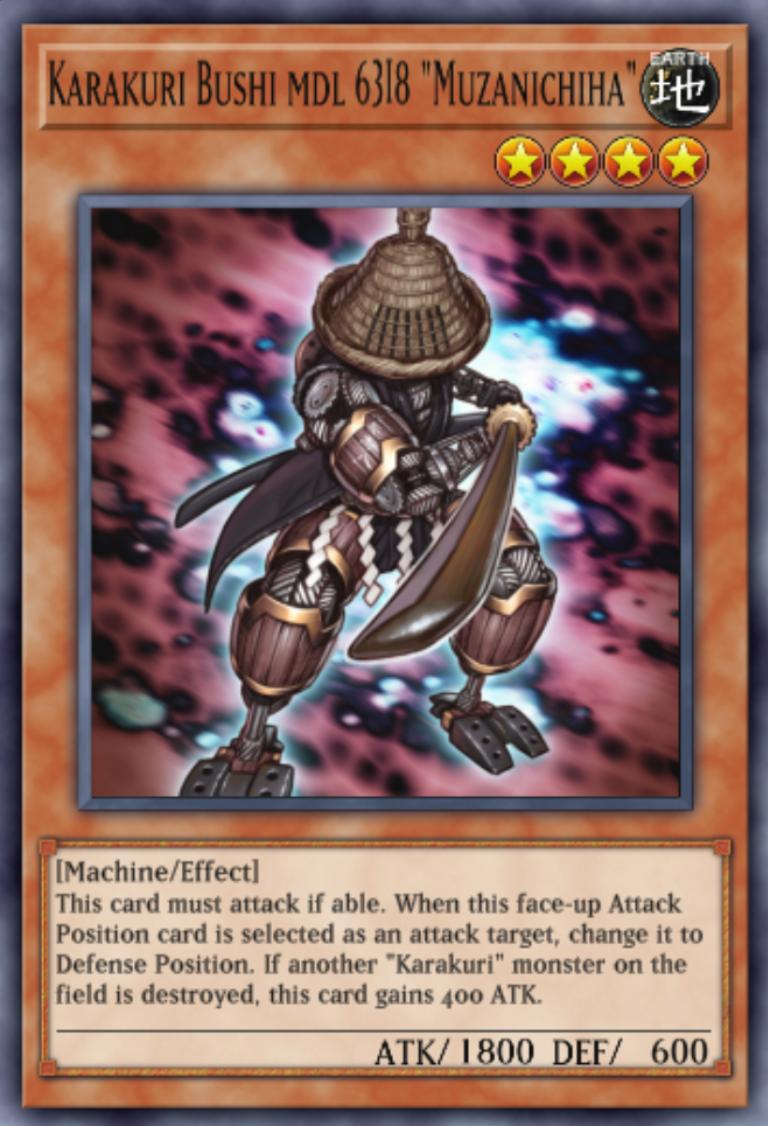 Karakuri Bushi mdl 6318 "Muzanichiha"
EARTH
地
[Machine/Effect]
This card must attack if able. When this face-up Attack
Position card is selected as an attack target, change it to
Defense Position. If another "Karakuri" monster on the
field is destroyed, this card gains 400 ATK.
ATK/ 1800 DEF/ 600